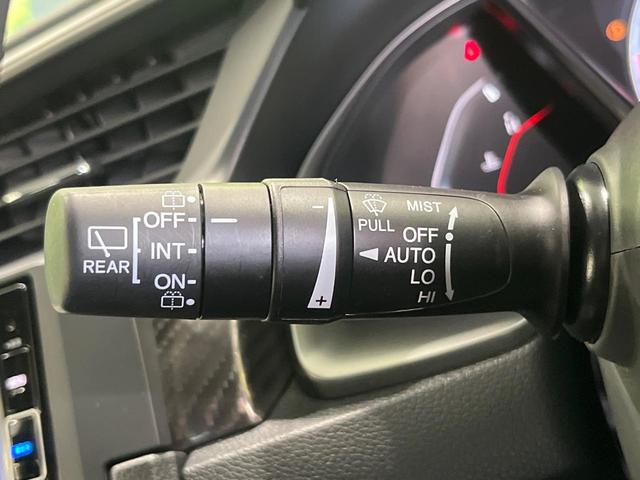 REAR
OFF
INT
ON
−
+
PULL
MIST
OFF
AUTO
LO
HI